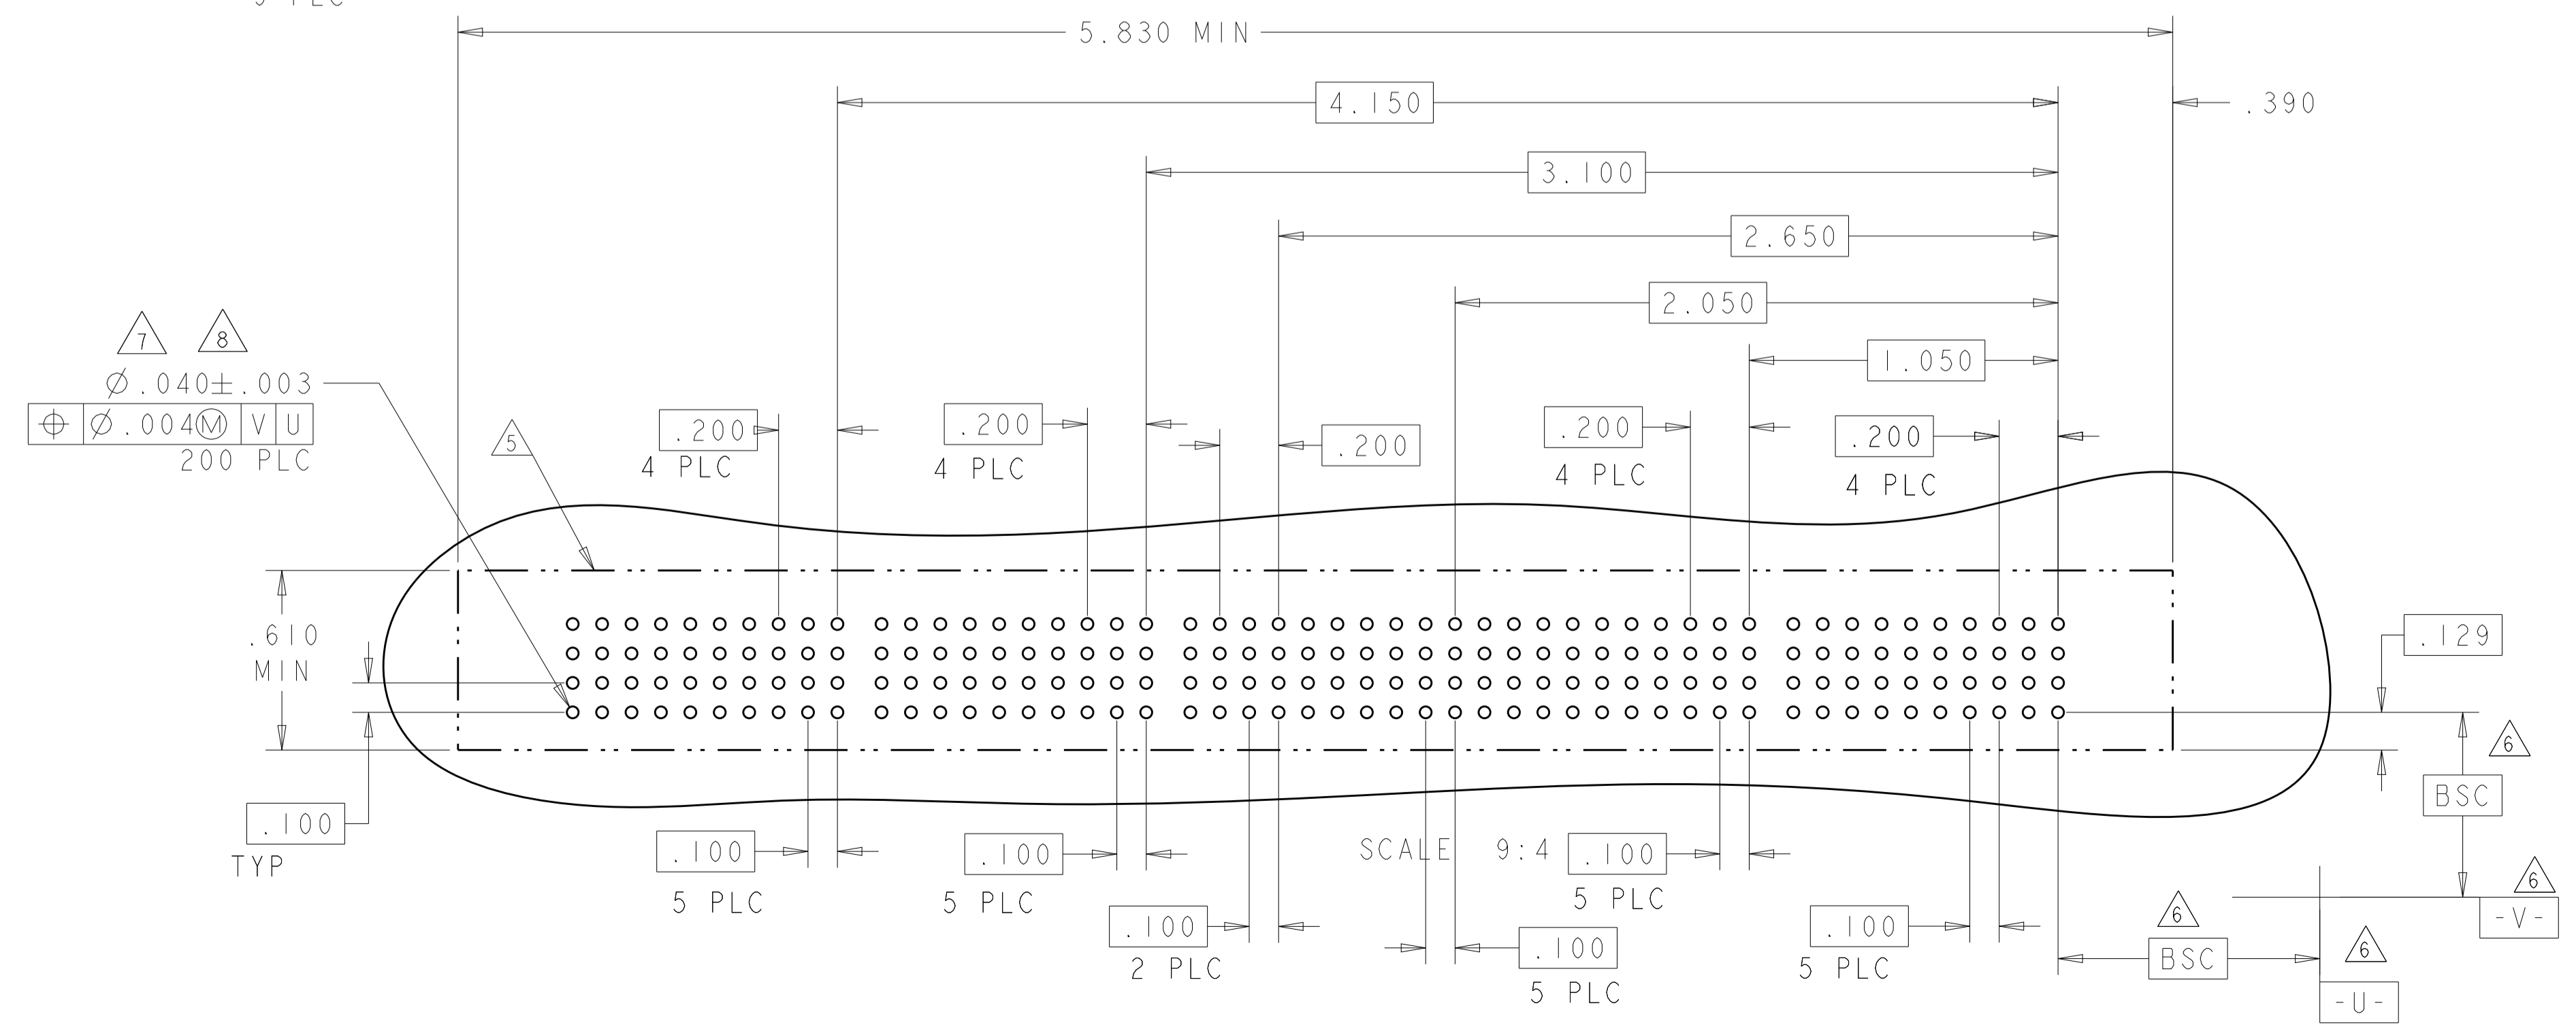 5.830 MIN
4.150
.390
3.100
2.650
2.050
1.050
7 8
Ø.040±.003
⌖ Ø.004Ⓜ V U
200 PLC
5
.200
4 PLC
.200
4 PLC
.200
.200
4 PLC
.200
4 PLC
.610
MIN
.129
6
BSC
.100
TYP
.100
5 PLC
.100
5 PLC
SCALE 9:4
.100
5 PLC
.100
2 PLC
.100
5 PLC
.100
5 PLC
6
BSC
6
-V-
6
-U-